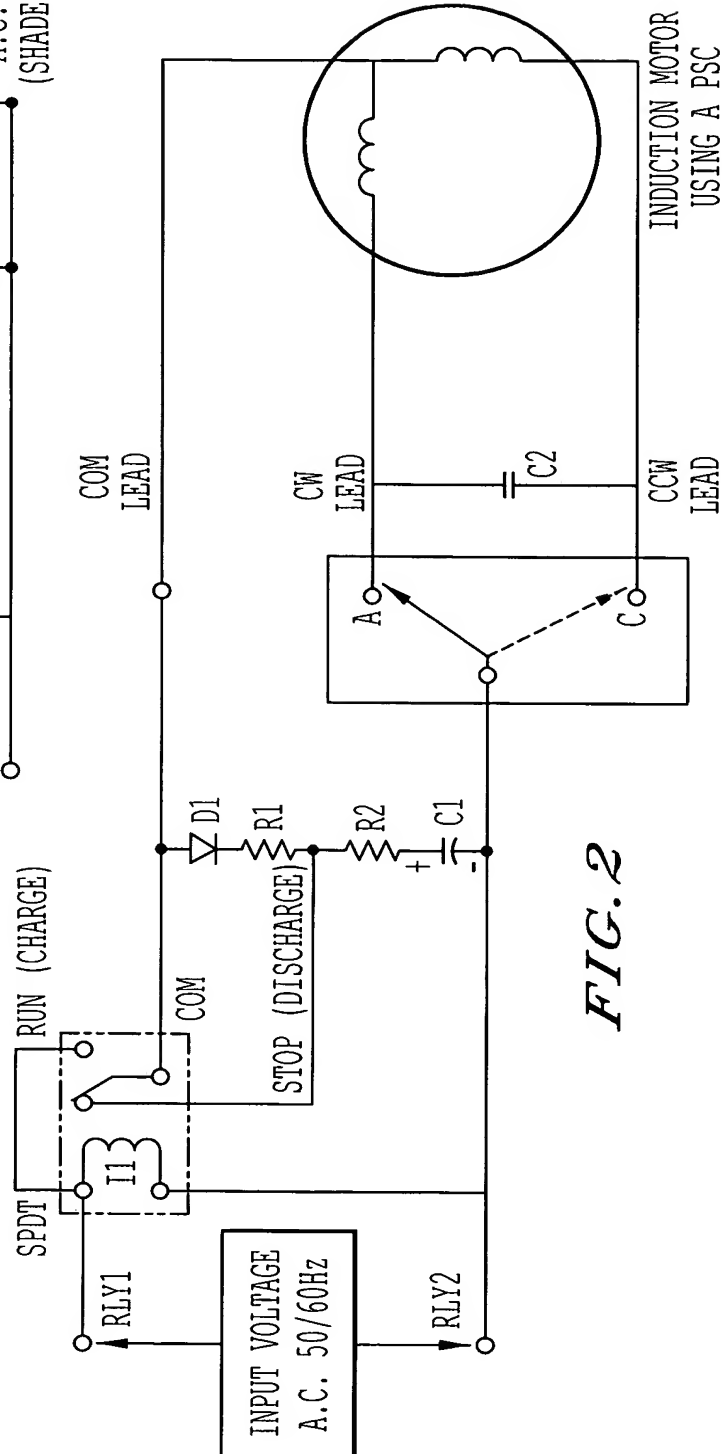 A.C.
(SHADE
SPDT
RUN (CHARGE)
I1
COM
RLY1
INPUT VOLTAGE
A.C. 50/60Hz
RLY2
STOP (DISCHARGE)
D1
R1
R2
+
C1
-
COM
LEAD
A
C
CW
LEAD
C2
CCW
LEAD
INDUCTION MOTOR
USING A PSC
FIG. 2